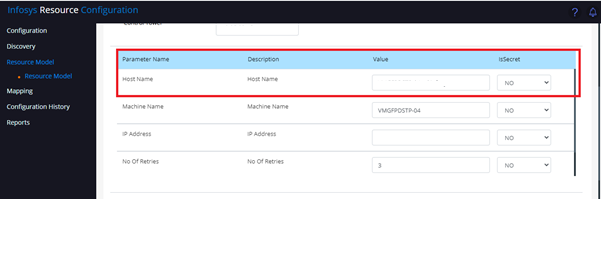 Infosys Resource Configuration
?
Configuration
Discovery
Resource Model
Resource Model
Mapping
Configuration History
Reports
Control Tower
Parameter Name Description Value IsSecret
Host Name Host Name NO
Machine Name Machine Name VMGFPDSTP-04 NO
IP Address IP Address NO
No Of Retries No Of Retries 3 NO